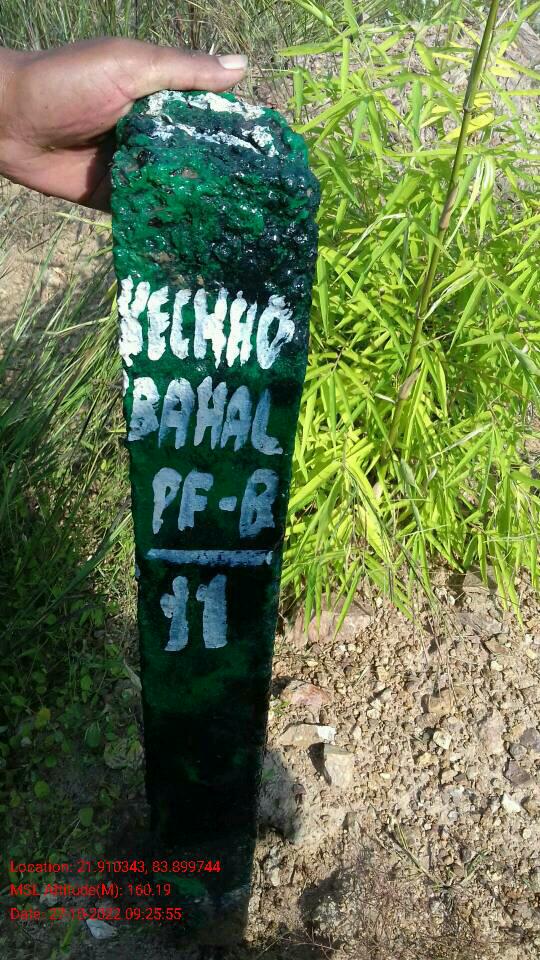 KECHHO
BAHAL
PF-B
11
Location: 21.910343, 83.899744
MSL Altitude(M): 160.19
Date: 27-10-2022 09:25:55